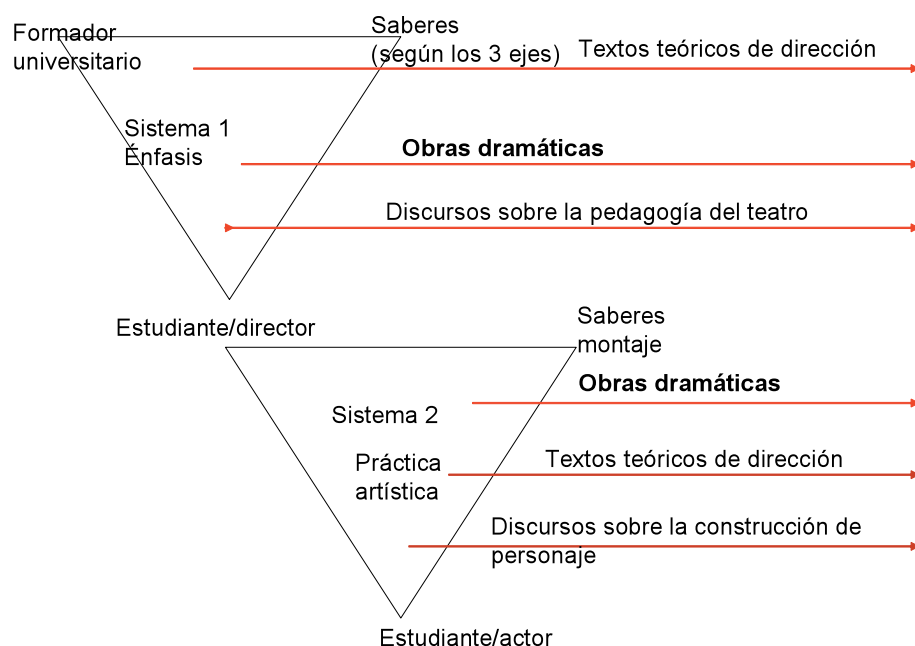 Formador
universitario
Saberes
(según los 3 ejes)
Textos teóricos de dirección
Sistema 1
Énfasis
Obras dramáticas
Discursos sobre la pedagogía del teatro
Estudiante/director
Saberes
montaje
Obras dramáticas
Sistema 2
Práctica
artística
Textos teóricos de dirección
Discursos sobre la construcción de
personaje
Estudiante/actor